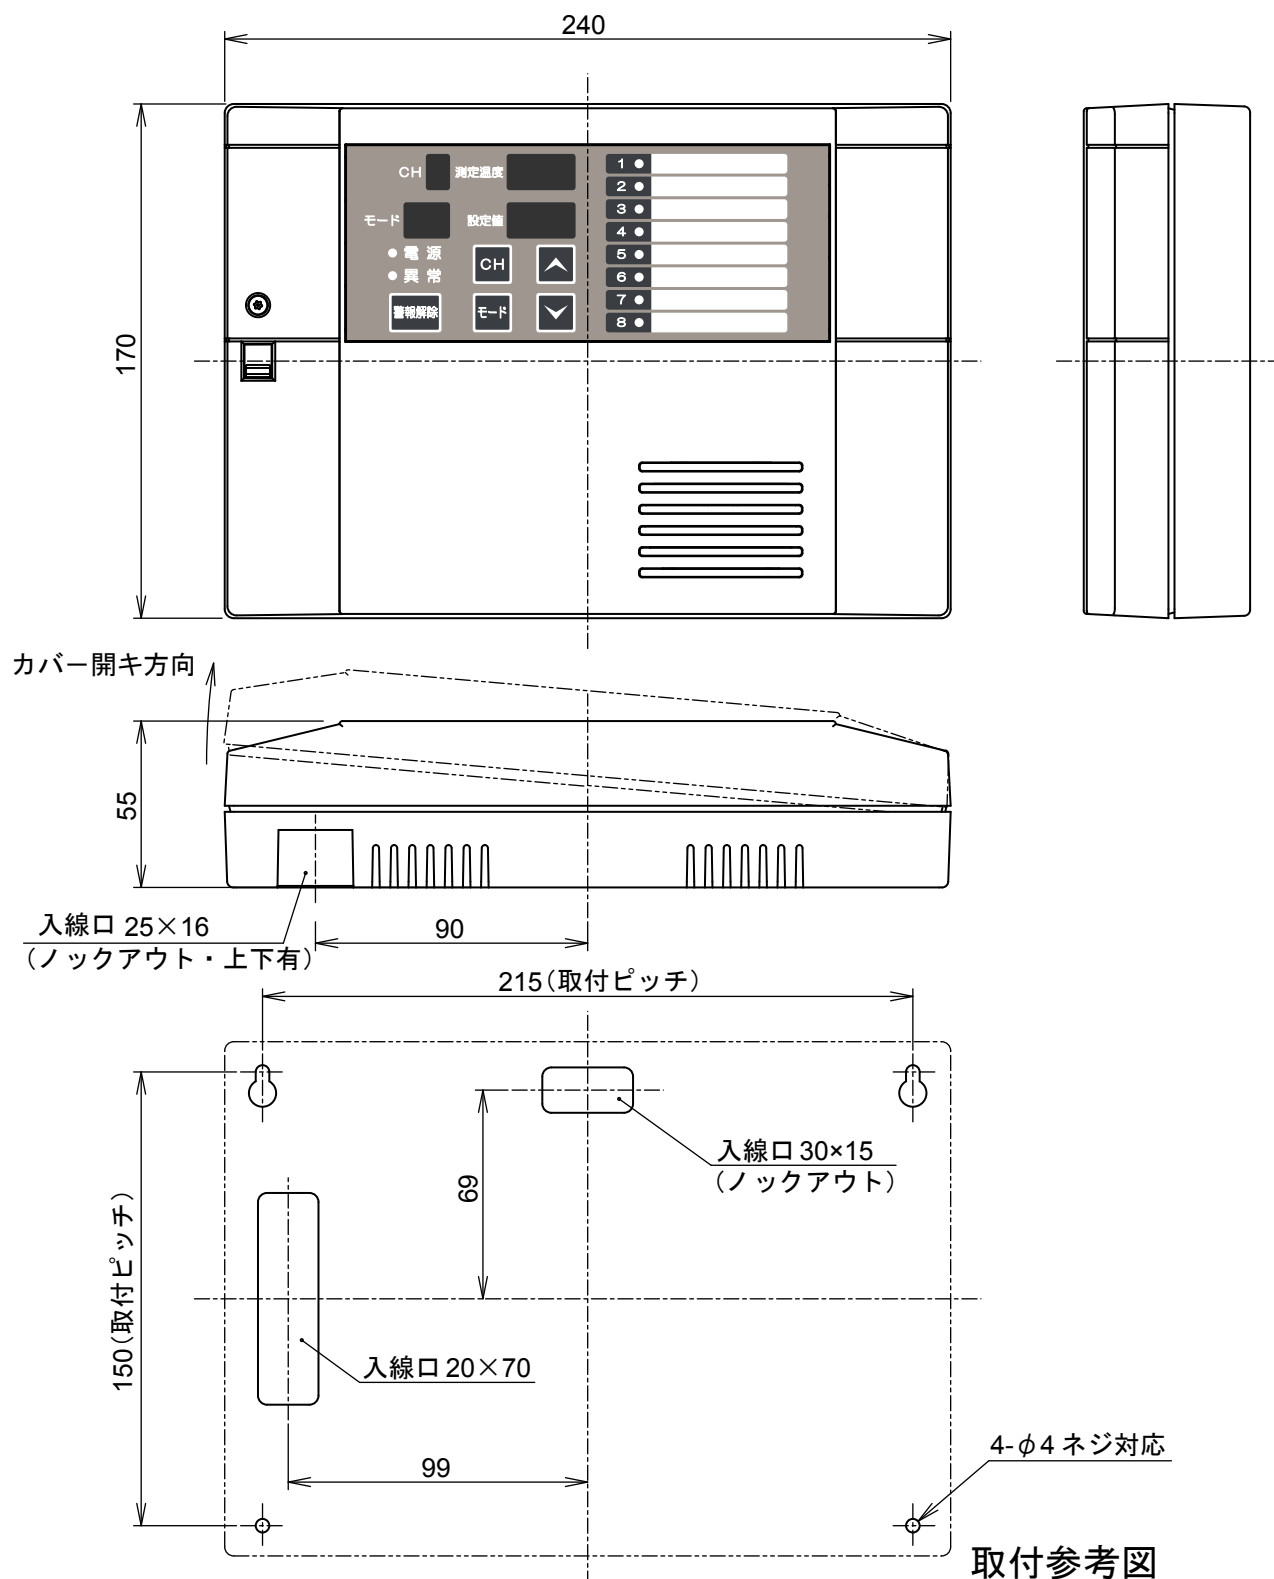 240
170
CH 測定温度
モード 設定値
電源
異常
CH
警報解除 モード
1
2
3
4
5
6
7
8
カバー開キ方向
55
入線口 25×16
(ノックアウト・上下有)
90
215(取付ピッチ)
150(取付ピッチ)
69
入線口 30×15
(ノックアウト)
入線口 20×70
99
4-φ4 ネジ対応
取付参考図